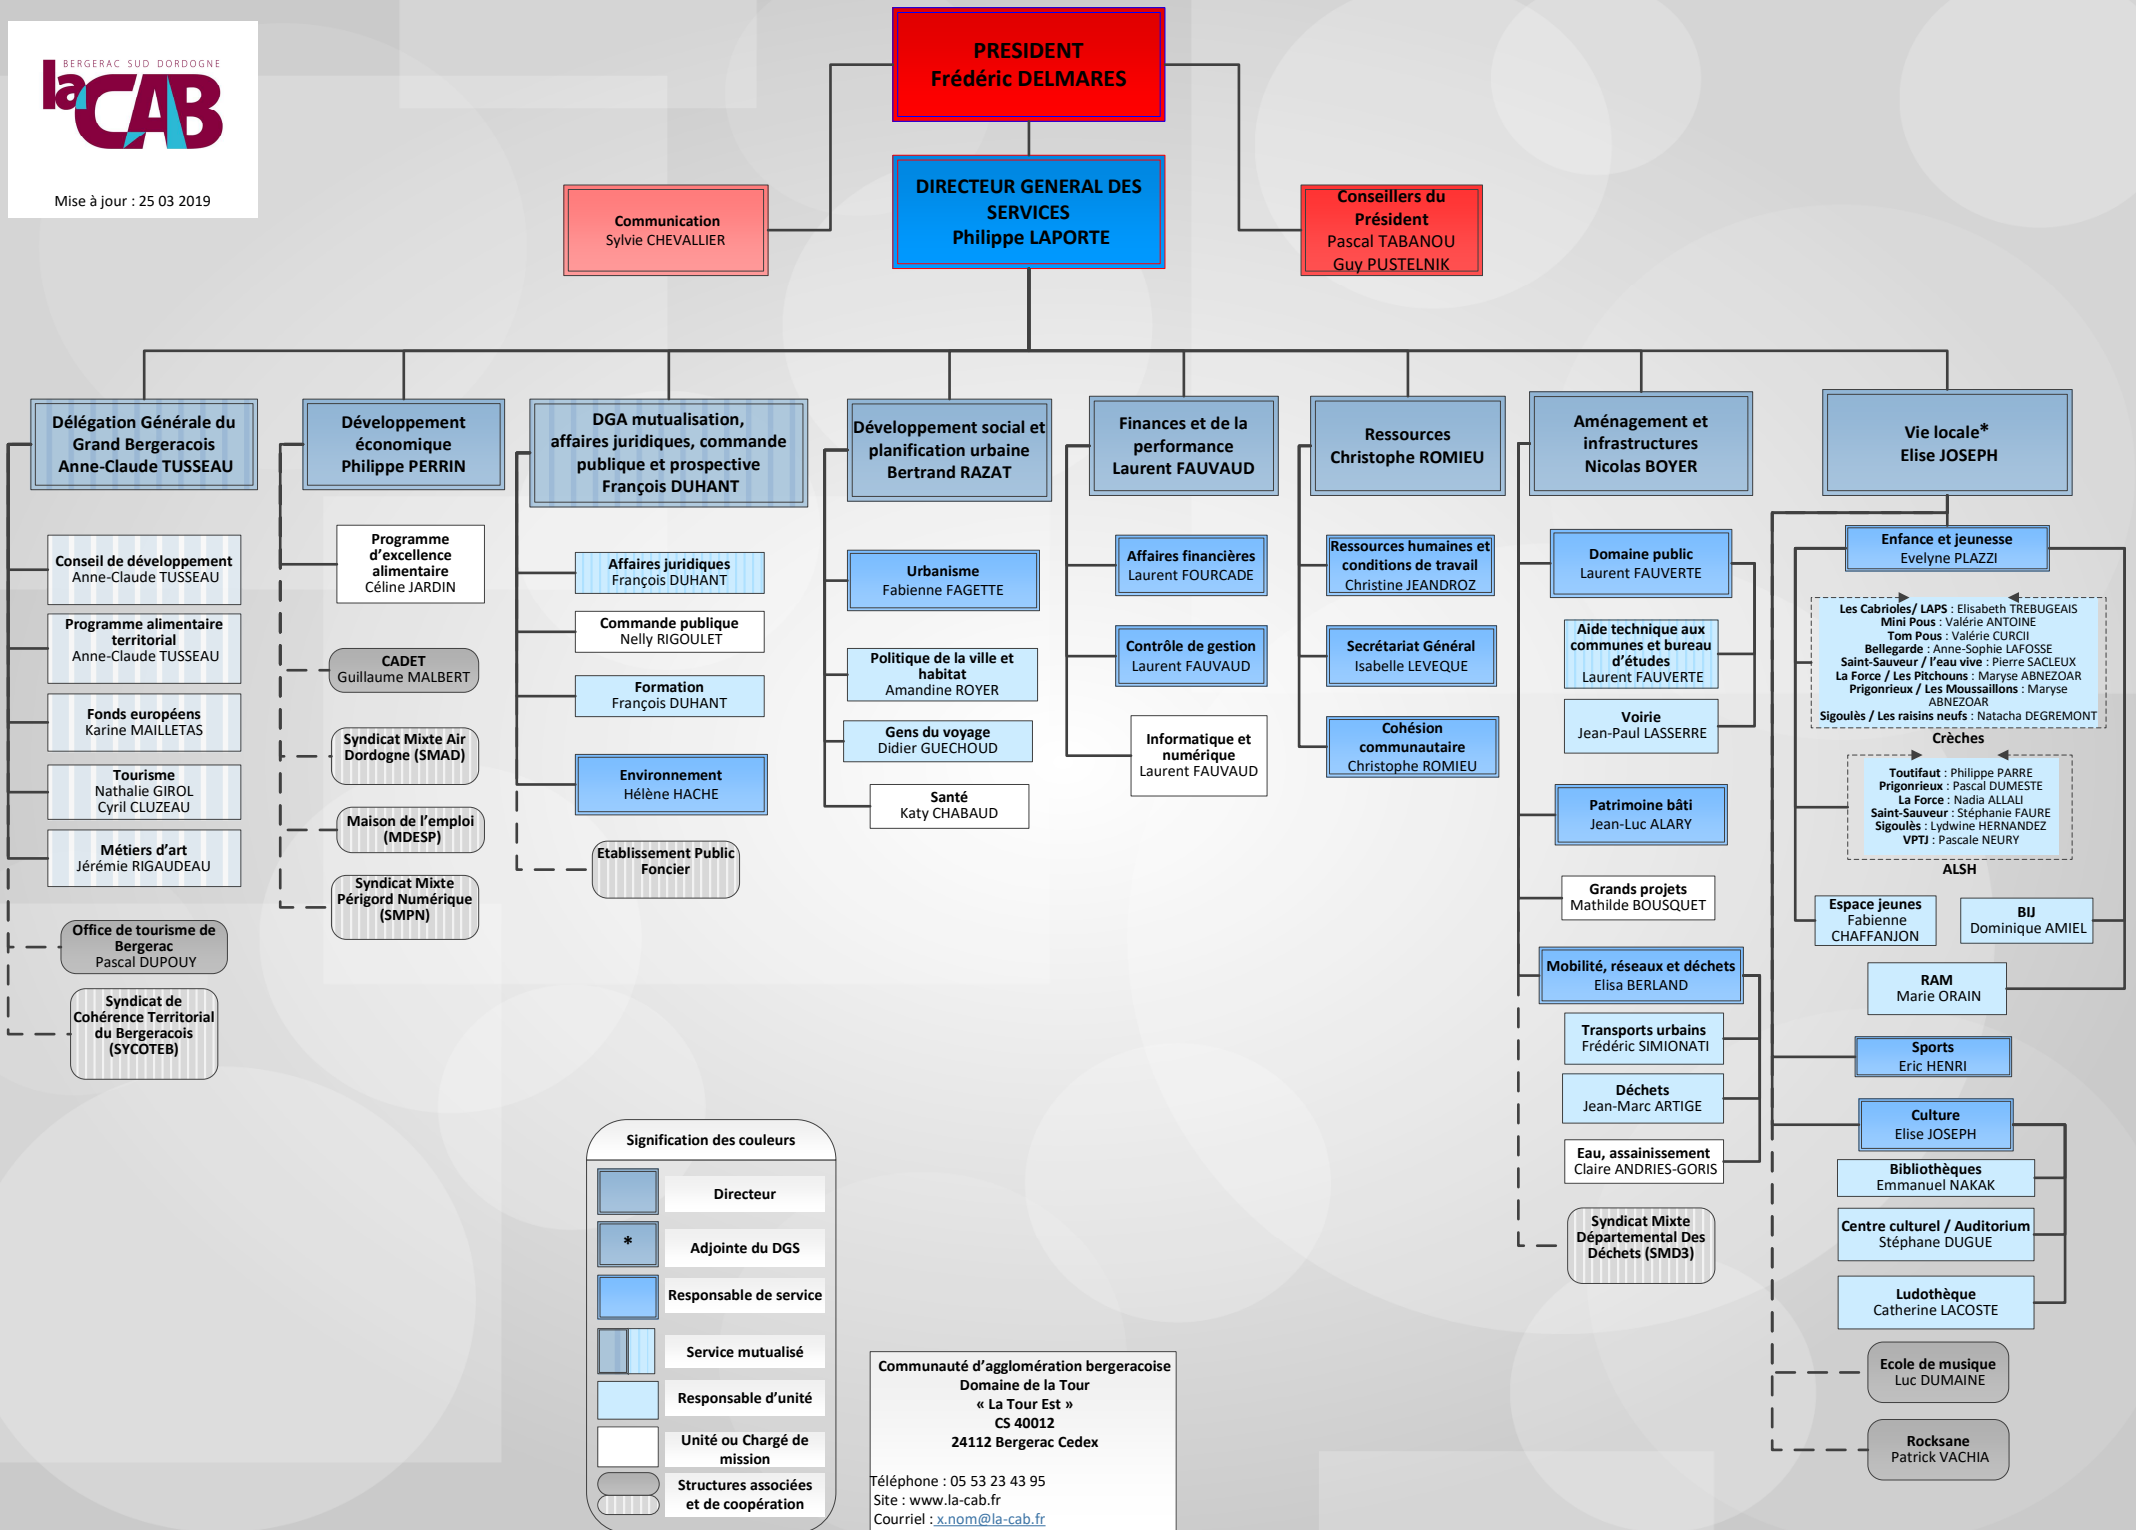 BERGERAC SUD DORDOGNE
la CAB
Mise à jour : 25 03 2019
PRESIDENT
Frédéric DELMARES
DIRECTEUR GENERAL DES
SERVICES
Philippe LAPORTE
Communication
Sylvie CHEVALLIER
Conseillers du
Président
Pascal TABANOU
Guy PUSTELNIK
Délégation Générale du
Grand Bergeracois
Anne-Claude TUSSEAU
Conseil de développement
Anne-Claude TUSSEAU
Programme alimentaire
territorial
Anne-Claude TUSSEAU
Fonds européens
Karine MAILLETAS
Tourisme
Nathalie GIROL
Cyril CLUZEAU
Métiers d'art
Jérémie RIGAUDEAU
Office de tourisme de
Bergerac
Pascal DUPOUY
Syndicat de
Cohérence Territorial
du Bergeracois
(SYCOTEB)
Développement
économique
Philippe PERRIN
Programme
d'excellence
alimentaire
Céline JARDIN
CADET
Guillaume MALBERT
Syndicat Mixte Air
Dordogne (SMAD)
Maison de l'emploi
(MDESP)
Syndicat Mixte
Périgord Numérique
(SMPN)
DGA mutualisation,
affaires juridiques, commande
publique et prospective
François DUHANT
Affaires juridiques
François DUHANT
Commande publique
Nelly RIGOULET
Formation
François DUHANT
Environnement
Hélène HACHE
Etablissement Public
Foncier
Développement social et
planification urbaine
Bertrand RAZAT
Urbanisme
Fabienne FAGETTE
Politique de la ville et
habitat
Amandine ROYER
Gens du voyage
Didier GUECHOUD
Santé
Katy CHABAUD
Finances et de la
performance
Laurent FAUVAUD
Affaires financières
Laurent FOURCADE
Contrôle de gestion
Laurent FAUVAUD
Informatique et
numérique
Laurent FAUVAUD
Ressources
Christophe ROMIEU
Ressources humaines et
conditions de travail
Christine JEANDROZ
Secrétariat Général
Isabelle LEVEQUE
Cohésion
communautaire
Christophe ROMIEU
Aménagement et
infrastructures
Nicolas BOYER
Domaine public
Laurent FAUVERTE
Aide technique aux
communes et bureau
d'études
Laurent FAUVERTE
Voirie
Jean-Paul LASSERRE
Patrimoine bâti
Jean-Luc ALARY
Grands projets
Mathilde BOUSQUET
Mobilité, réseaux et déchets
Elisa BERLAND
Transports urbains
Frédéric SIMIONATI
Déchets
Jean-Marc ARTIGE
Eau, assainissement
Claire ANDRIES-GORIS
Syndicat Mixte
Départemental Des
Déchets (SMD3)
Vie locale*
Elise JOSEPH
Enfance et jeunesse
Evelyne PLAZZI
Les Cabrioles/ LAPS : Elisabeth TREBUGEAIS
Mini Pous : Valérie ANTOINE
Tom Pous : Valérie CURCII
Bellegarde : Anne-Sophie LAFOSSE
Saint-Sauveur / l'eau vive : Pierre SACLEUX
La Force / Les Pitchouns : Maryse ABNEZOAR
Prigonrieux / Les Moussaillons : Maryse
ABNEZOAR
Sigoulès / Les raisins neufs : Natacha DEGREMONT
Crèches
Toutifaut : Philippe PARRE
Prigonrieux : Pascal DUMESTE
La Force : Nadia ALLALI
Saint-Sauveur : Stéphanie FAURE
Sigoulès : Lydwine HERNANDEZ
VPTJ : Pascale NEURY
ALSH
Espace jeunes
Fabienne
CHAFFANJON
BIJ
Dominique AMIEL
RAM
Marie ORAIN
Sports
Eric HENRI
Culture
Elise JOSEPH
Bibliothèques
Emmanuel NAKAK
Centre culturel / Auditorium
Stéphane DUGUE
Ludothèque
Catherine LACOSTE
Ecole de musique
Luc DUMAINE
Rocksane
Patrick VACHIA
Signification des couleurs
Directeur
*
Adjointe du DGS
Responsable de service
Service mutualisé
Responsable d'unité
Unité ou Chargé de
mission
Structures associées
et de coopération
Communauté d'agglomération bergeracoise
Domaine de la Tour
« La Tour Est »
CS 40012
24112 Bergerac Cedex
Téléphone : 05 53 23 43 95
Site : www.la-cab.fr
Courriel : x.nom@la-cab.fr